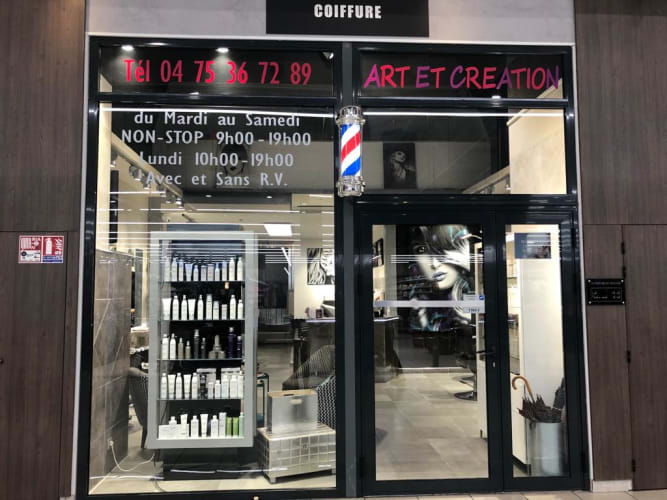 COIFFURE
Tél 04 75 36 72 89
ART ET CREATION
du Mardi au Samedi
NON-STOP 9h00-19h00
Lundi 10h00-19h00
Avec et Sans R.V.